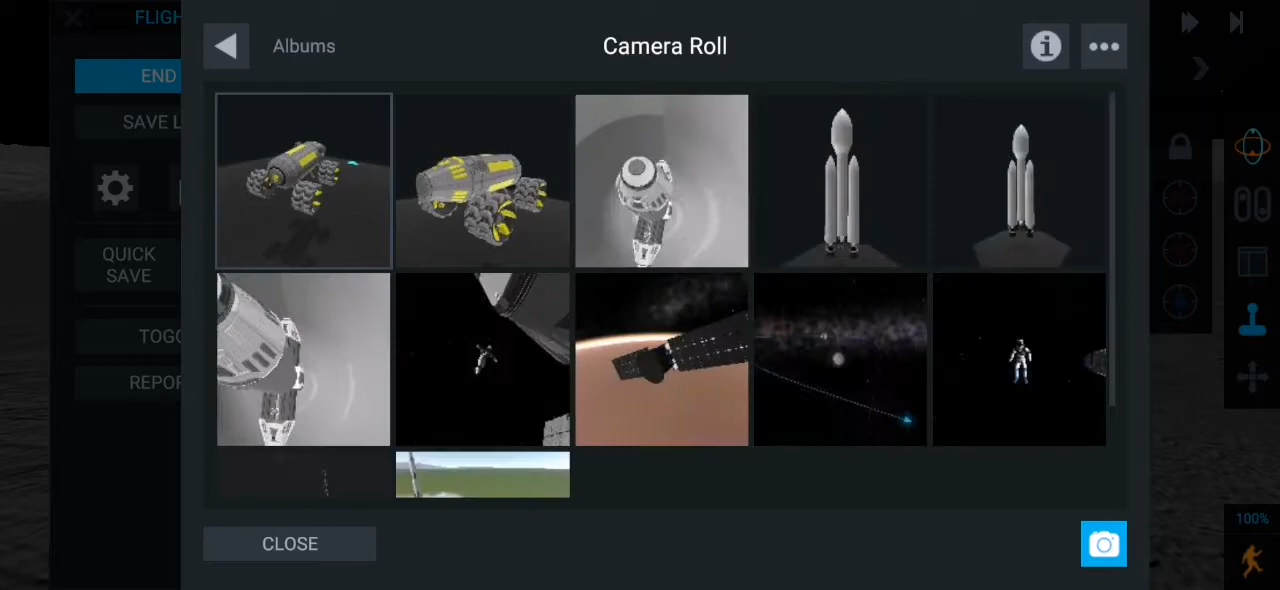 FLIGH
Albums
Camera Roll
END
SAVE L
QUICK
SAVE
TOGG
REPOR
CLOSE
100%